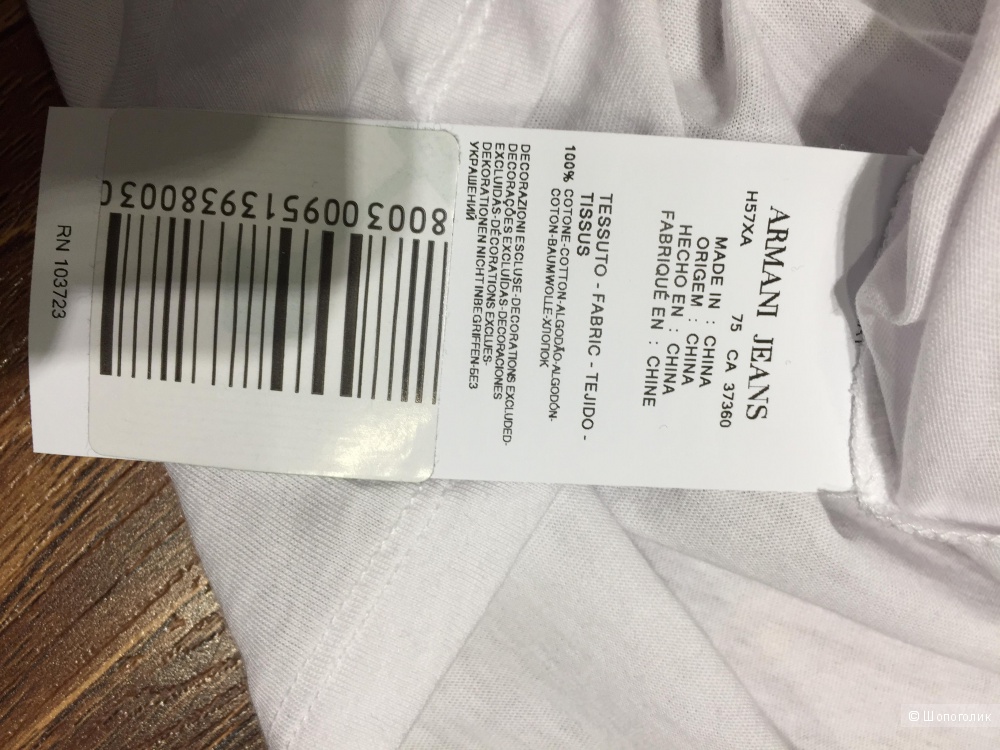 ARMANI JEANS
H57XA 75 CA 37360
MADE IN : CHINA
ORIGEM : CHINA
HECHO EN : CHINA
FABRIQUÉ EN : CHINE
TESSUTO - FABRIC - TEJIDO -
TISSUS
100% COTONE-COTTON-ALGODÃO-ALGODÓN-
COTON-BAUMWOLLE-ХЛОПОК
DECORAZIONI ESCLUSE-DECORATIONS EXCLUDED-
DECORAÇÕES EXCLUÍDAS-DECORACIONES
EXCLUIDAS-DÉCORATIONS EXCLUES-
DEKORATIONEN NICHT INBEGRIFFEN-БЕЗ
УКРАШЕНИЙ
80030095139380030
RN 103723
© Шопоголик